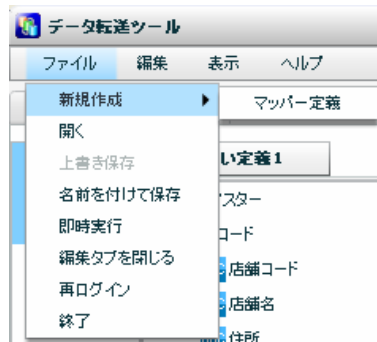 データ転送ツール
ファイル 編集 表示 ヘルプ
新規作成 マッパー定義
開く
上書き保存
名前を付けて保存
即時実行
編集タブを閉じる
再ログイン
終了
い定義1
スター
コード
店舗コード
店舗名
住所